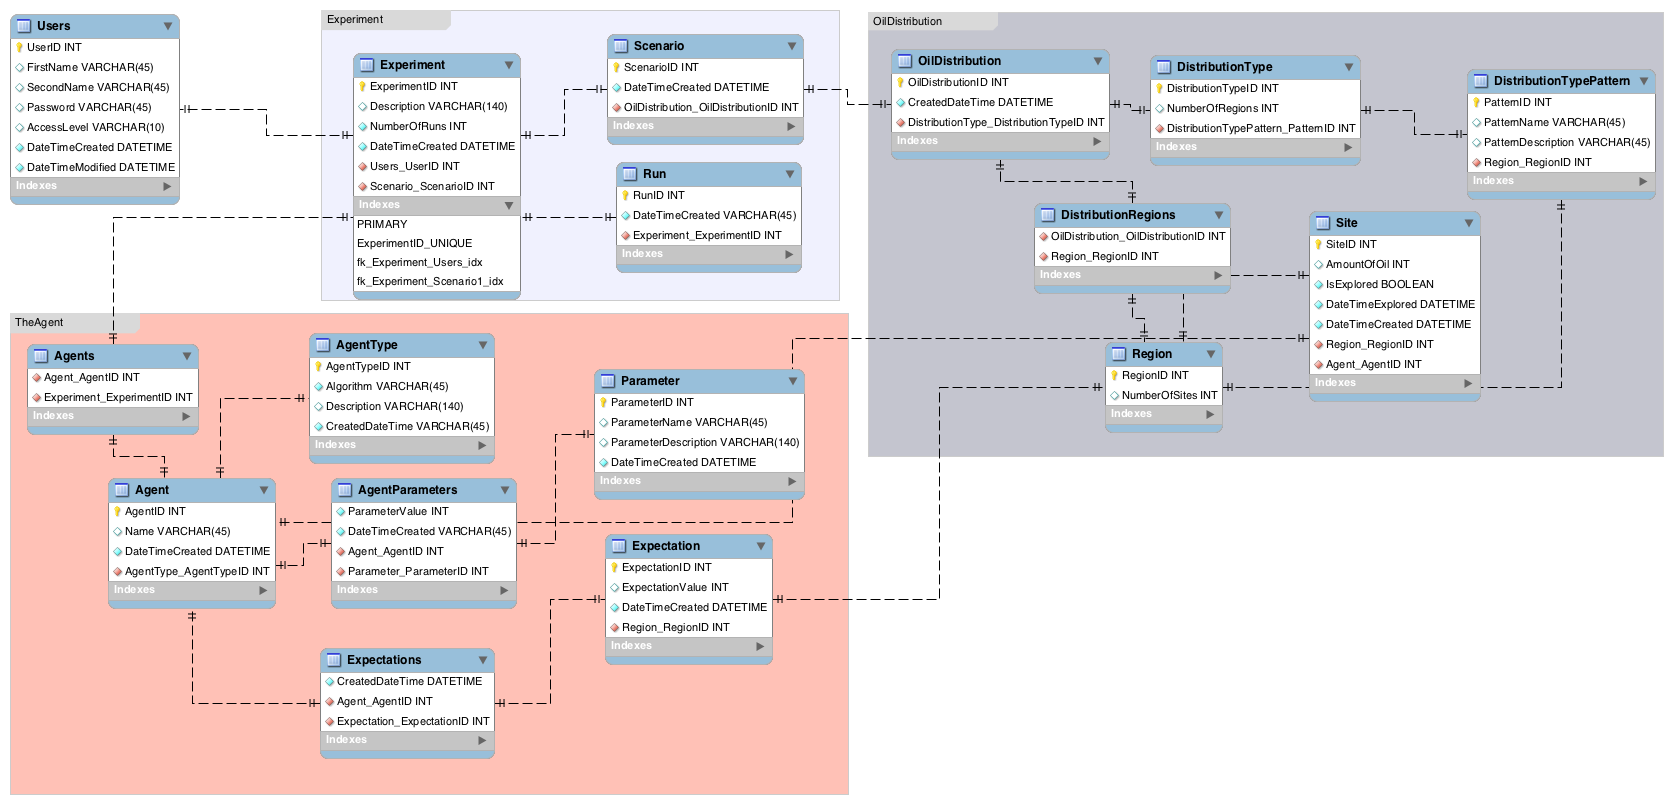 Users
UserID INT
FirstName VARCHAR(45)
SecondName VARCHAR(45)
Password VARCHAR(45)
AccessLevel VARCHAR(10)
DateTimeCreated DATETIME
DateTimeModified DATETIME
Indexes
Experiment
Experiment
ExperimentID INT
Description VARCHAR(140)
NumberOfRuns INT
DateTimeCreated DATETIME
Users_UserID INT
Scenario_ScenarioID INT
Indexes
PRIMARY
ExperimentID_UNIQUE
fk_Experiment_Users_idx
fk_Experiment_Scenario1_idx
Scenario
ScenarioID INT
DateTimeCreated DATETIME
OilDistribution_OilDistributionID INT
Indexes
Run
RunID INT
DateTimeCreated VARCHAR(45)
Experiment_ExperimentID INT
Indexes
OilDistribution
OilDistribution
OilDistributionID INT
CreatedDateTime DATETIME
DistributionType_DistributionTypeID INT
Indexes
DistributionType
DistributionTypeID INT
NumberOfRegions INT
DistributionTypePattern_PatternID INT
Indexes
DistributionTypePattern
PatternID INT
PatternName VARCHAR(45)
PatternDescription VARCHAR(45)
Region_RegionID INT
Indexes
DistributionRegions
OilDistribution_OilDistributionID INT
Region_RegionID INT
Indexes
Site
SiteID INT
AmountOfOil INT
IsExplored BOOLEAN
DateTimeExplored DATETIME
DateTimeCreated DATETIME
Region_RegionID INT
Agent_AgentID INT
Indexes
Region
RegionID INT
NumberOfSites INT
Indexes
TheAgent
Agents
Agent_AgentID INT
Experiment_ExperimentID INT
Indexes
AgentType
AgentTypeID INT
Algorithm VARCHAR(45)
Description VARCHAR(140)
CreatedDateTime VARCHAR(45)
Indexes
Parameter
ParameterID INT
ParameterName VARCHAR(45)
ParameterDescription VARCHAR(140)
DateTimeCreated DATETIME
Indexes
Agent
AgentID INT
Name VARCHAR(45)
DateTimeCreated DATETIME
AgentType_AgentTypeID INT
Indexes
AgentParameters
ParameterValue INT
DateTimeCreated VARCHAR(45)
Agent_AgentID INT
Parameter_ParameterID INT
Indexes
Expectation
ExpectationID INT
ExpectationValue INT
DateTimeCreated DATETIME
Region_RegionID INT
Indexes
Expectations
CreatedDateTime DATETIME
Agent_AgentID INT
Expectation_ExpectationID INT
Indexes